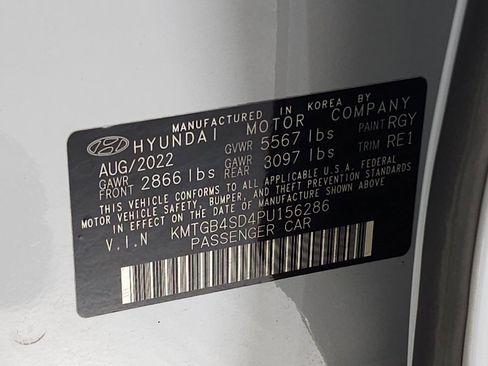 MANUFACTURED IN KOREA BY
HYUNDAI MOTOR COMPANY
AUG/2022 GVWR 5567 lbs PAINT RGY
GAWR FRONT 2866 lbs GAWR REAR 3097 lbs TRIM RE1
THIS VEHICLE CONFORMS TO ALL APPLICABLE U.S.A. FEDERAL
MOTOR VEHICLE SAFETY, BUMPER, AND THEFT PREVENTION STANDARDS
IN EFFECT ON THE DATE OF MANUFACTURE SHOWN ABOVE.
V.I.N KMTGB4SD4PU156286
PASSENGER CAR